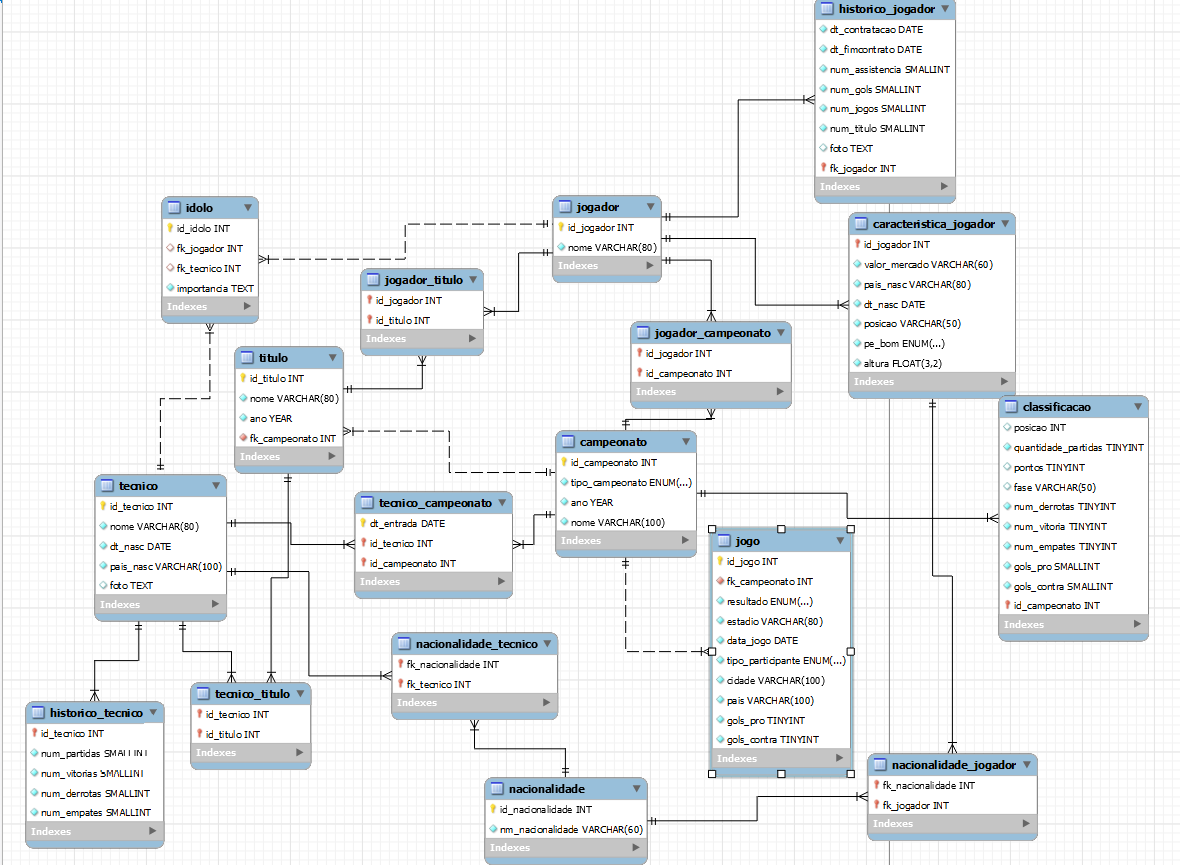 historico_jogador
dt_contratacao DATE
dt_fimcontrato DATE
num_assistencia SMALLINT
num_gols SMALLINT
num_jogos SMALLINT
num_titulo SMALLINT
foto TEXT
fk_jogador INT
Indexes
idolo
id_idolo INT
fk_jogador INT
fk_tecnico INT
importancia TEXT
Indexes
jogador
id_jogador INT
nome VARCHAR(80)
Indexes
caracteristica_jogador
id_jogador INT
valor_mercado VARCHAR(60)
pais_nasc VARCHAR(80)
dt_nasc DATE
posicao VARCHAR(50)
pe_bom ENUM(...)
altura FLOAT(3,2)
Indexes
jogador_titulo
id_jogador INT
id_titulo INT
Indexes
jogador_campeonato
id_jogador INT
id_campeonato INT
Indexes
titulo
id_titulo INT
nome VARCHAR(80)
ano YEAR
fk_campeonato INT
Indexes
classificacao
posicao INT
quantidade_partidas TINYINT
pontos TINYINT
fase VARCHAR(50)
num_derrotas TINYINT
num_vitoria TINYINT
num_empates TINYINT
gols_pro SMALLINT
gols_contra SMALLINT
id_campeonato INT
Indexes
campeonato
id_campeonato INT
tipo_campeonato ENUM(...)
ano YEAR
nome VARCHAR(100)
Indexes
tecnico
id_tecnico INT
nome VARCHAR(80)
dt_nasc DATE
pais_nasc VARCHAR(100)
foto TEXT
Indexes
tecnico_campeonato
dt_entrada DATE
id_tecnico INT
id_campeonato INT
Indexes
jogo
id_jogo INT
fk_campeonato INT
resultado ENUM(...)
estadio VARCHAR(80)
data_jogo DATE
tipo_participante ENUM(...)
cidade VARCHAR(100)
pais VARCHAR(100)
gols_pro TINYINT
gols_contra TINYINT
Indexes
nacionalidade_tecnico
fk_nacionalidade INT
fk_tecnico INT
Indexes
tecnico_titulo
id_tecnico INT
id_titulo INT
Indexes
historico_tecnico
id_tecnico INT
num_partidas SMALLINT
num_vitorias SMALLINT
num_derrotas SMALLINT
num_empates SMALLINT
Indexes
nacionalidade
id_nacionalidade INT
nm_nacionalidade VARCHAR(60)
Indexes
nacionalidade_jogador
fk_nacionalidade INT
fk_jogador INT
Indexes